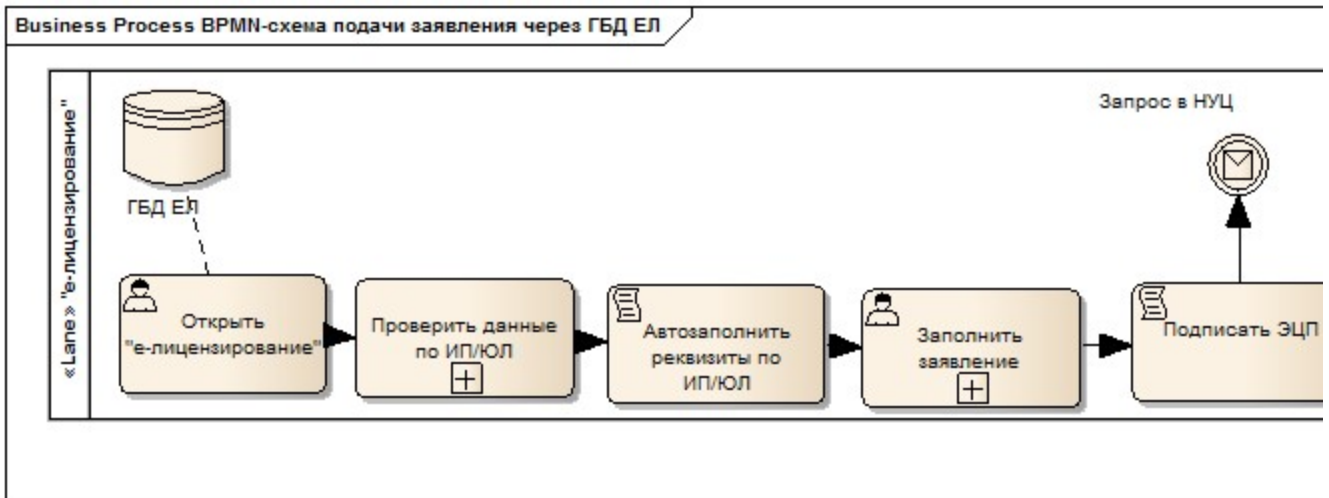 Business Process BPMN-схема подачи заявления через ГБД ЕЛ
«Lane» "е-лицензирование"
ГБД ЕЛ
Запрос в НУЦ
Открыть
"е-лицензирование"
Проверить данные
по ИП/ЮЛ
Автозаполнить
реквизиты по
ИП/ЮЛ
Заполнить
заявление
Подписать ЭЦП